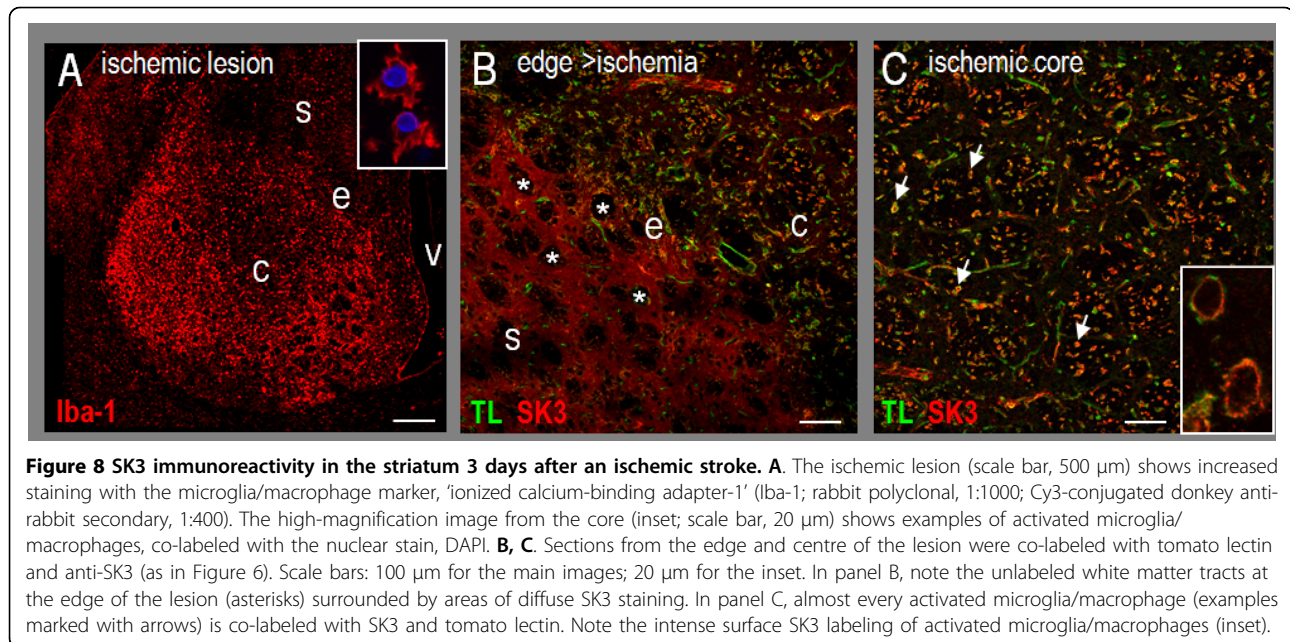 A ischemic lesion
s
e
c
v
Iba-1
B edge >ischemia
*
*
e
c
*
*
s
TL SK3
C ischemic core
TL SK3
Figure 8 SK3 immunoreactivity in the striatum 3 days after an ischemic stroke. A. The ischemic lesion (scale bar, 500 μm) shows increased
staining with the microglia/macrophage marker, ‘ionized calcium-binding adapter-1’ (Iba-1; rabbit polyclonal, 1:1000; Cy3-conjugated donkey anti-
rabbit secondary, 1:400). The high-magnification image from the core (inset; scale bar, 20 μm) shows examples of activated microglia/
macrophages, co-labeled with the nuclear stain, DAPI. B, C. Sections from the edge and centre of the lesion were co-labeled with tomato lectin
and anti-SK3 (as in Figure 6). Scale bars: 100 μm for the main images; 20 μm for the inset. In panel B, note the unlabeled white matter tracts at
the edge of the lesion (asterisks) surrounded by areas of diffuse SK3 staining. In panel C, almost every activated microglia/macrophage (examples
marked with arrows) is co-labeled with SK3 and tomato lectin. Note the intense surface SK3 labeling of activated microglia/macrophages (inset).